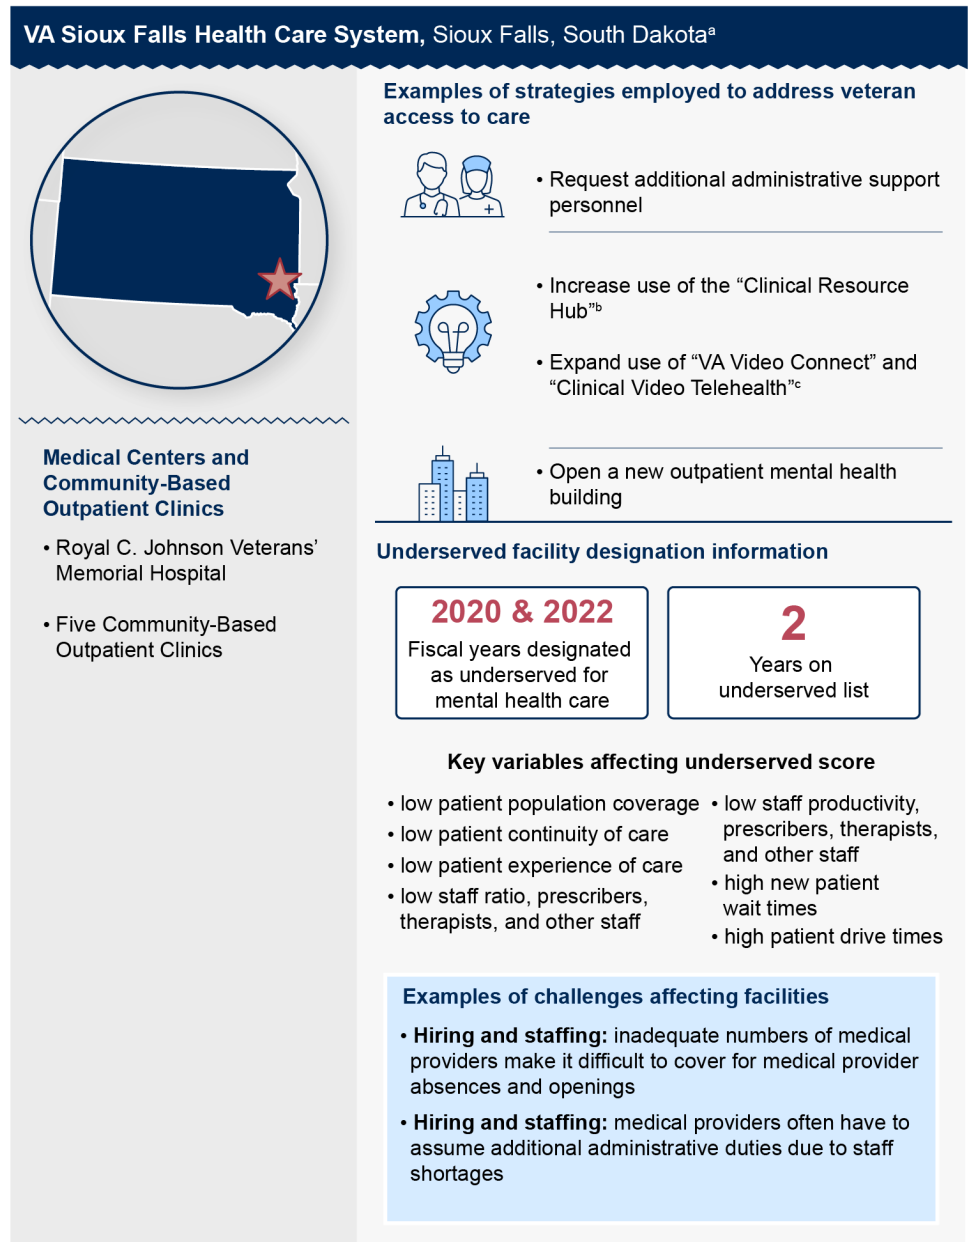 VA Sioux Falls Health Care System, Sioux Falls, South Dakotaᵃ
Medical Centers and
Community-Based
Outpatient Clinics
• Royal C. Johnson Veterans’
Memorial Hospital
• Five Community-Based
Outpatient Clinics
Examples of strategies employed to address veteran
access to care
• Request additional administrative support
personnel
• Increase use of the “Clinical Resource
Hub”ᵇ
• Expand use of “VA Video Connect” and
“Clinical Video Telehealth”ᶜ
• Open a new outpatient mental health
building
Underserved facility designation information
2020 & 2022
Fiscal years designated
as underserved for
mental health care
2
Years on
underserved list
Key variables affecting underserved score
• low patient population coverage
• low patient continuity of care
• low patient experience of care
• low staff ratio, prescribers,
therapists, and other staff
• low staff productivity,
prescribers, therapists,
and other staff
• high new patient
wait times
• high patient drive times
Examples of challenges affecting facilities
• Hiring and staffing: inadequate numbers of medical
providers make it difficult to cover for medical provider
absences and openings
• Hiring and staffing: medical providers often have to
assume additional administrative duties due to staff
shortages